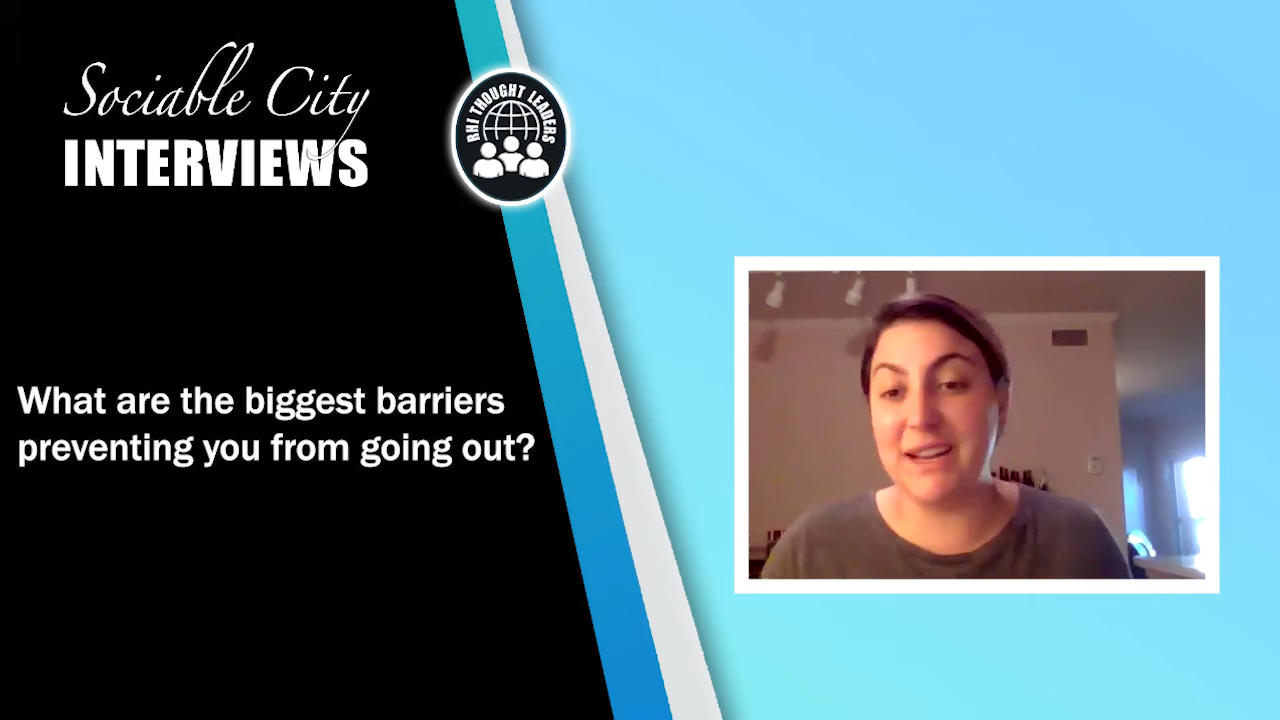 Sociable City
INTERVIEWS
RHI THOUGHT LEADERS
What are the biggest barriers
preventing you from going out?